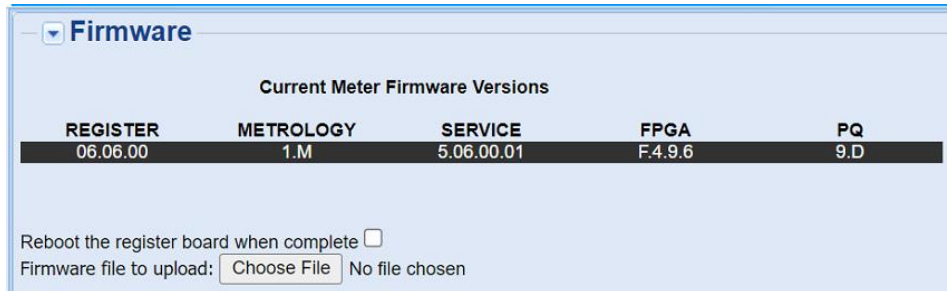 Firmware
Current Meter Firmware Versions
REGISTER METROLOGY SERVICE FPGA PQ
06.06.00 1.M 5.06.00.01 F.4.9.6 9.D
Reboot the register board when complete
Firmware file to upload: Choose File No file chosen